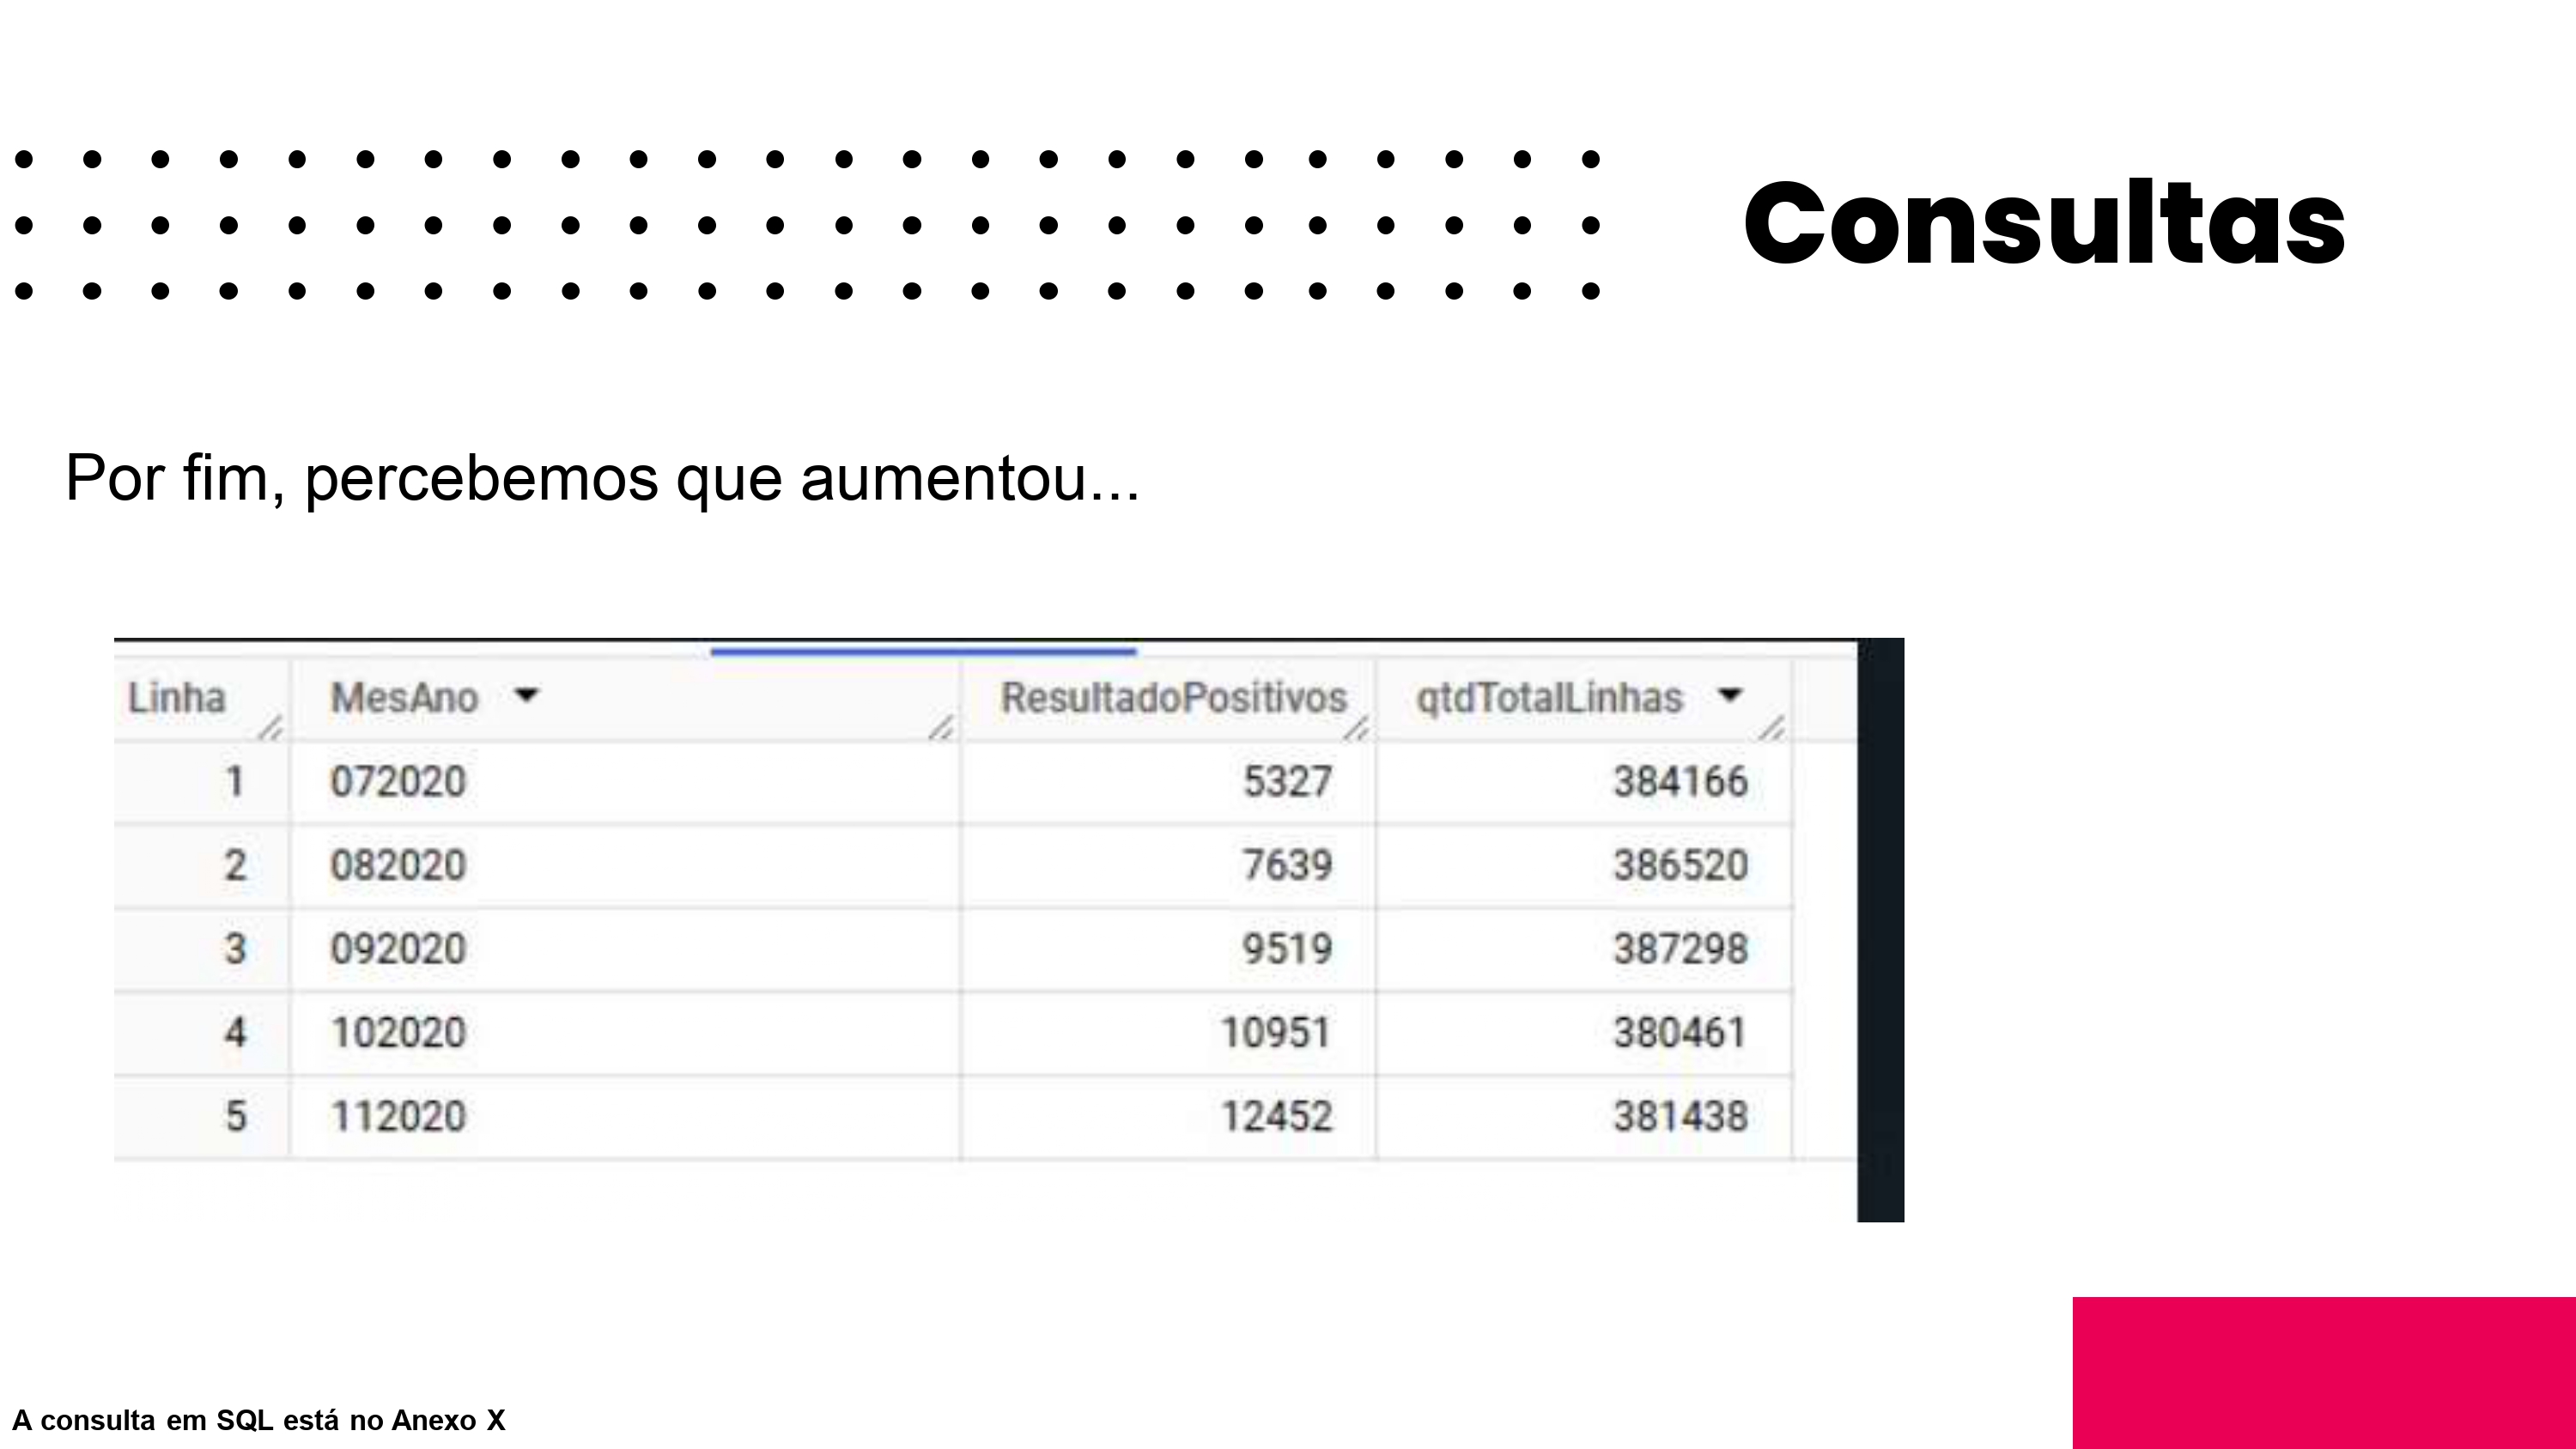 Consultas
Por fim, percebemos que aumentou...
Linha MesAno ResultadoPositivos qtdTotalLinhas
1 072020 5327 384166
2 082020 7639 386520
3 092020 9519 387298
4 102020 10951 380461
5 112020 12452 381438
A consulta em SQL está no Anexo X